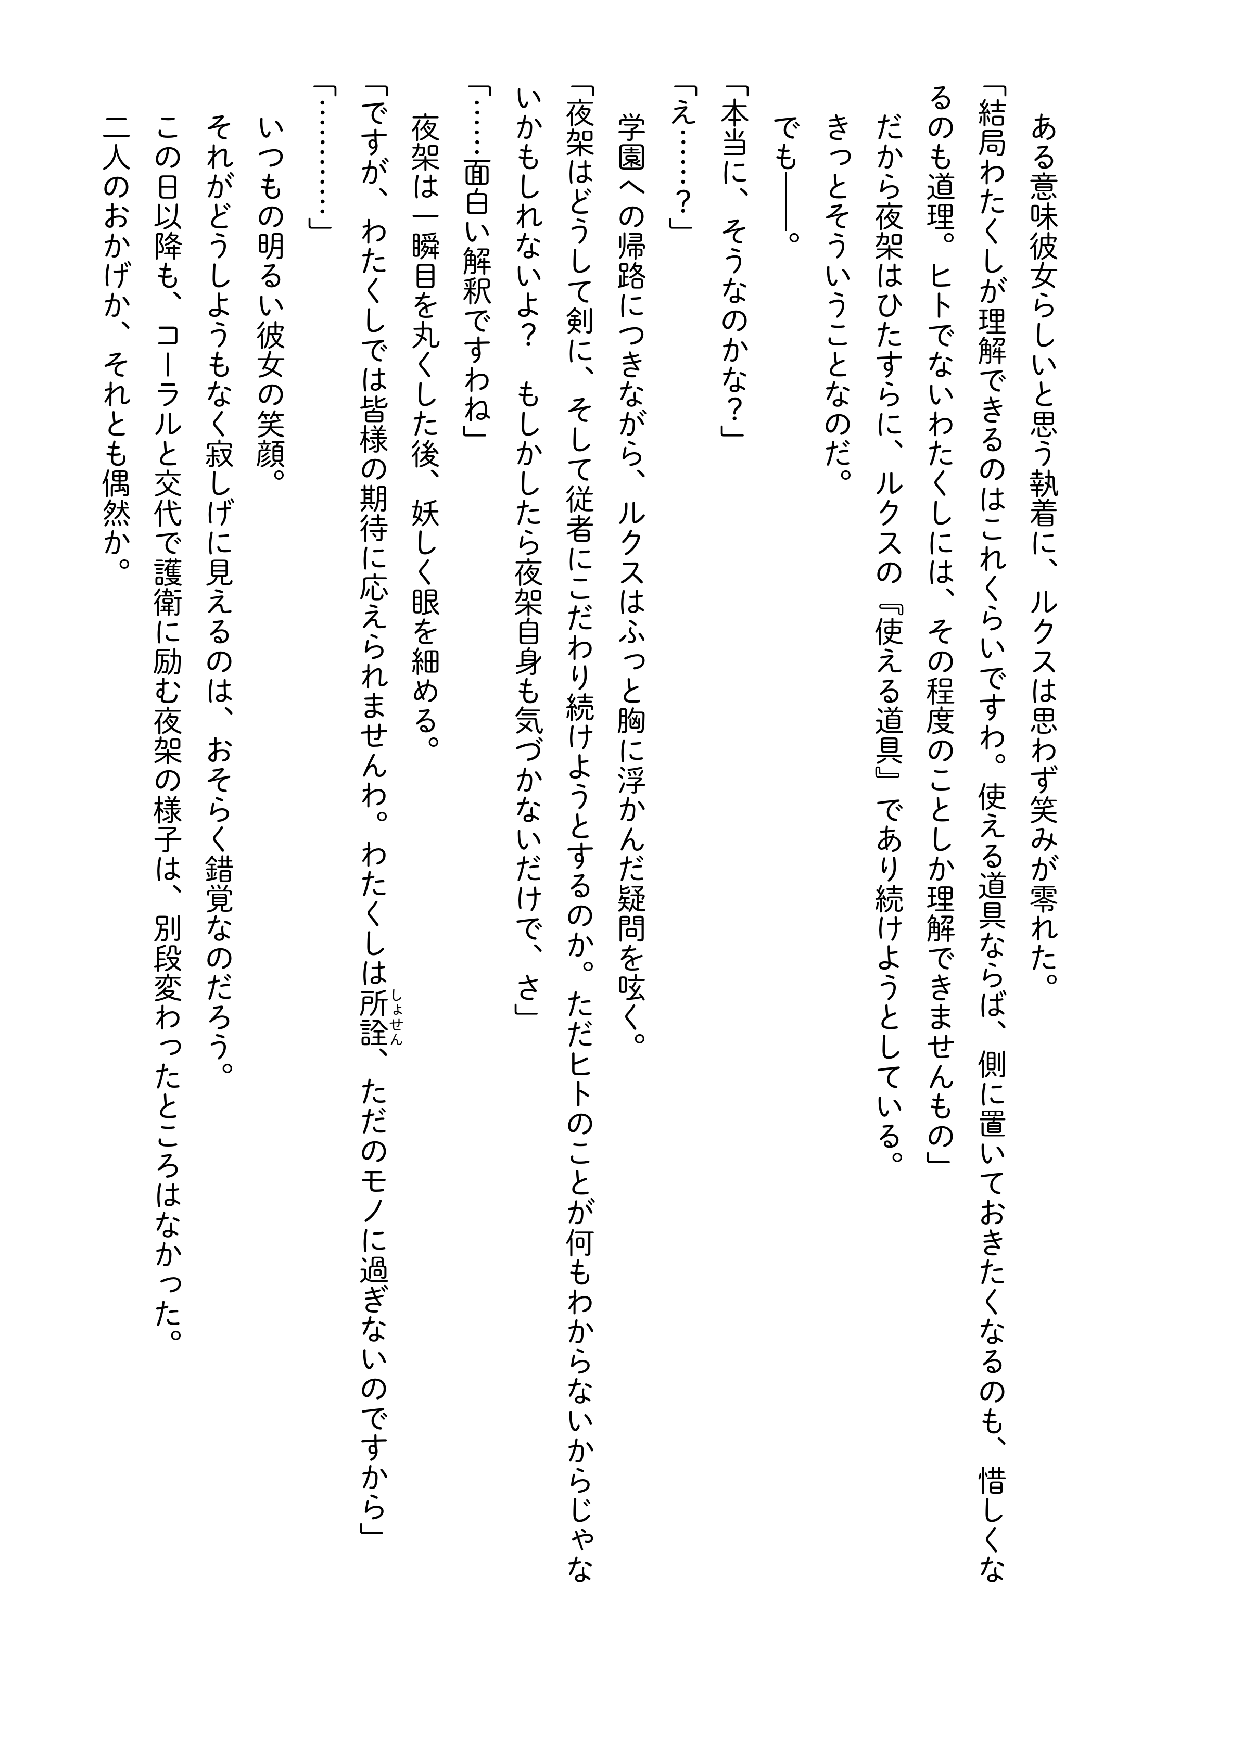 ある意味彼女らしいと思う執着に、ルクスは思わず笑みが零れた。
「結局わたくしが理解できるのはこれくらいですわ。使える道具ならば、側に置いておきたくなるのも、惜しくな
るのも道理。ヒトでないわたくしには、その程度のことしか理解できませんもの」
だから夜架はひたすらに、ルクスの『使える道具』であり続けようとしている。
きっとそういうことなのだ。
でも――。
「本当に、そうなのかな？」
「え……？」
学園への帰路につきながら、ルクスはふっと胸に浮かんだ疑問を呟く。
「夜架はどうして剣に、そして従者にこだわり続けようとするのか。ただヒトのことが何もわからないからじゃな
いかもしれないよ？　もしかしたら夜架自身も気づかないだけで、さ」
「……面白い解釈ですわね」
夜架は一瞬目を丸くした後、妖しく眼を細める。
「ですが、わたくしでは皆様の期待に応えられませんわ。わたくしは所詮、ただのモノに過ぎないのですから」
しょせん
「…………」
いつもの明るい彼女の笑顔。
それがどうしようもなく寂しげに見えるのは、おそらく錯覚なのだろう。
この日以降も、コーラルと交代で護衛に励む夜架の様子は、別段変わったところはなかった。
二人のおかげか、それとも偶然か。